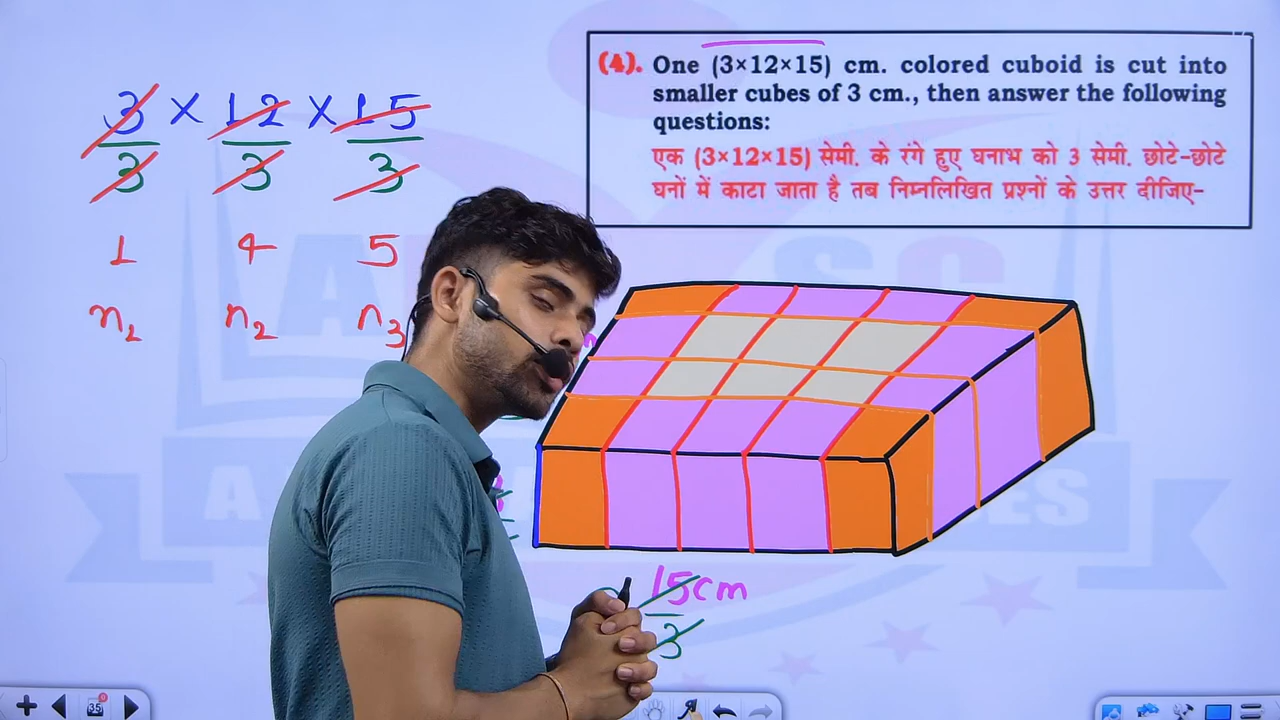 (4). One (3×12×15) cm. colored cuboid is cut into
smaller cubes of 3 cm., then answer the following
questions:
एक (3×12×15) सेमी. के रंगे हुए घनाभ को 3 सेमी. छोटे-छोटे
घनों में काटा जाता है तब निम्नलिखित प्रश्नों के उत्तर दीजिए-
3 × 12 × 15
3 3 3
1 4 5
n₂ n₂ n₃
15cm
3
35